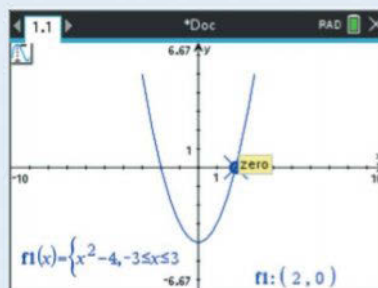 1.1
*Doc
RAD
6.67
y
1
-10
1
zero
10
f1(x)={x²-4,-3≤x≤3
-6.67
f1:(2,0)